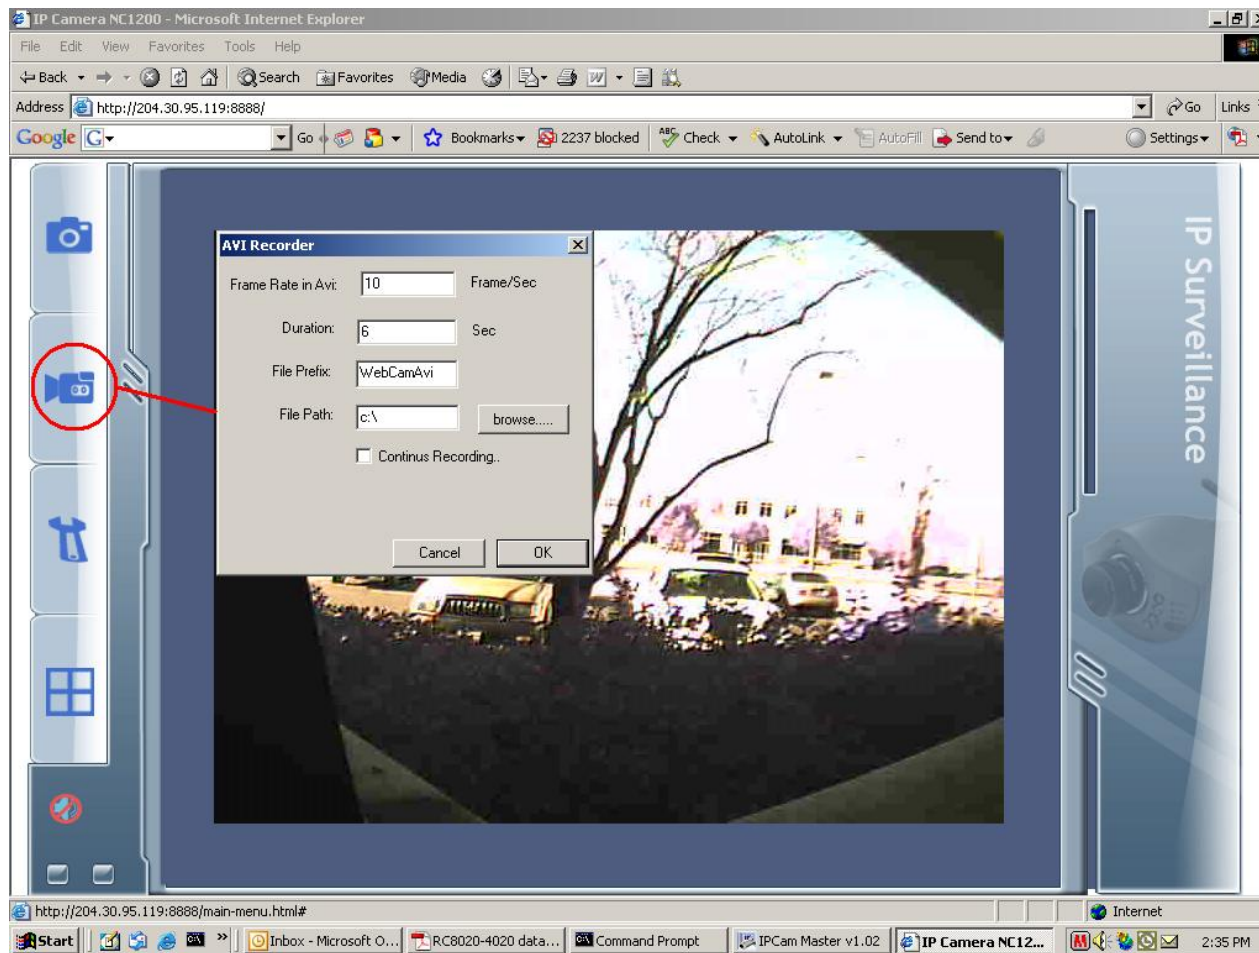 IP Camera NC1200 - Microsoft Internet Explorer
File Edit View Favorites Tools Help
Back Search Favorites Media
Address http://204.30.95.119:8888/ Go Links
Google G Go Bookmarks 2237 blocked ABC Check AutoLink AutoFill Send to Settings
IP Surveillance
AVI Recorder
Frame Rate in Avi: 10 Frame/Sec
Duration: 6 Sec
File Prefix: WebCamAvi
File Path: c:\ browse.....
Continus Recording..
Cancel OK
http://204.30.95.119:8888/main-menu.html# Internet
Start Inbox - Microsoft O... RC8020-4020 data... Command Prompt IPCam Master v1.02 IP Camera NC12... 2:35 PM